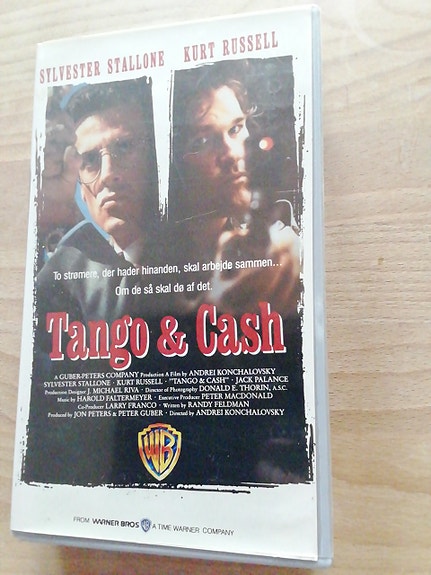 SYLVESTER STALLONE KURT RUSSELL
To strømere, der hader hinanden, skal arbejde sammen...
Om de så skal dø af det.
Tango & Cash
A GUBER-PETERS COMPANY Production A Film by ANDREI KONCHALOVSKY
SYLVESTER STALLONE · KURT RUSSELL · "TANGO & CASH" · JACK PALANCE
Production Designer J. MICHAEL RIVA · Director of Photography DONALD E. THORIN, A.S.C.
Music by HAROLD FALTERMEYER · Executive Producer PETER MACDONALD
Co-Producer LARRY FRANCO · Written by RANDY FELDMAN
Produced by JON PETERS & PETER GUBER · Directed by ANDREI KONCHALOVSKY
WB
FROM WARNER BROS WB A TIME WARNER COMPANY